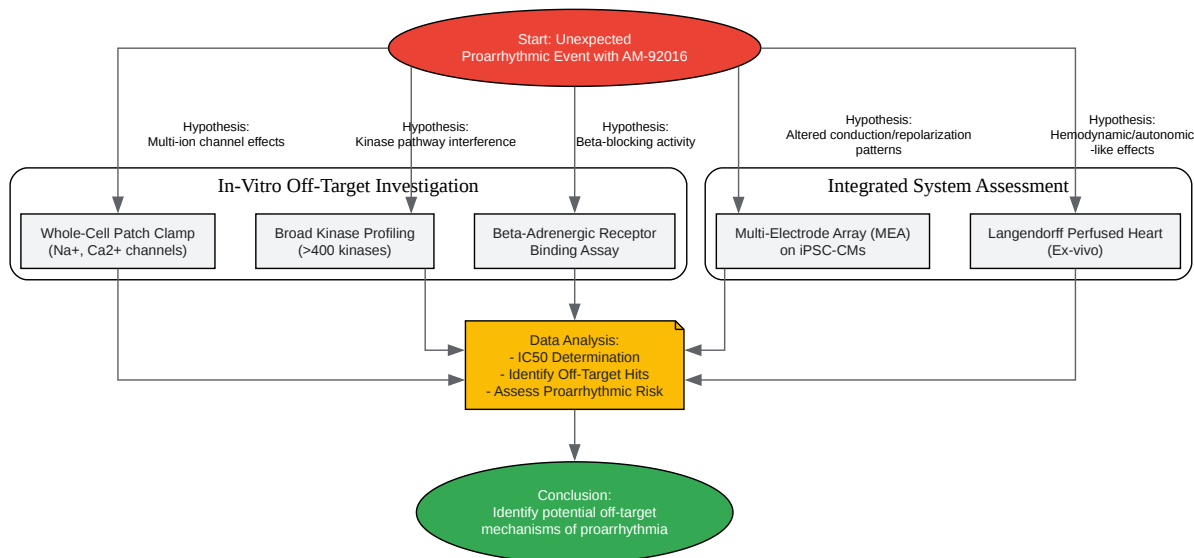 Start: Unexpected
Proarrhythmic Event with AM-92016
Hypothesis:
Multi-ion channel effects
Hypothesis:
Kinase pathway interference
Hypothesis:
Beta-blocking activity
Hypothesis:
Altered conduction/repolarization
patterns
Hypothesis:
Hemodynamic/autonomic
-like effects
In-Vitro Off-Target Investigation
Integrated System Assessment
Whole-Cell Patch Clamp
(Na+, Ca2+ channels)
Broad Kinase Profiling
(>400 kinases)
Beta-Adrenergic Receptor
Binding Assay
Multi-Electrode Array (MEA)
on iPSC-CMs
Langendorff Perfused Heart
(Ex-vivo)
Data Analysis:
- IC50 Determination
- Identify Off-Target Hits
- Assess Proarrhythmic Risk
Conclusion:
Identify potential off-target
mechanisms of proarrhythmia